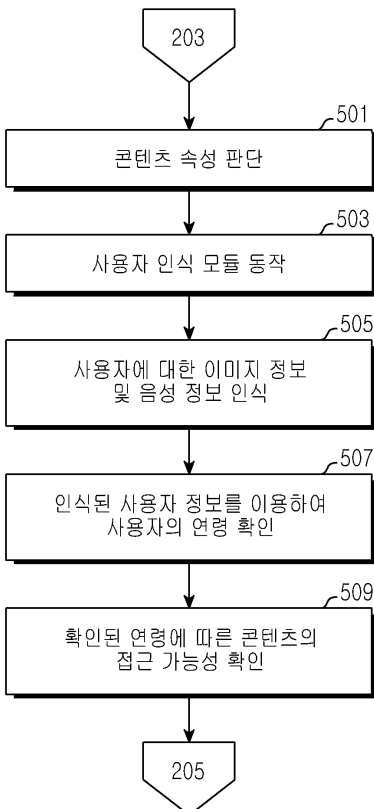 203
501
콘텐츠 속성 판단
503
사용자 인식 모듈 동작
505
사용자에 대한 이미지 정보
및 음성 정보 인식
507
인식된 사용자 정보를 이용하여
사용자의 연령 확인
509
확인된 연령에 따른 콘텐츠의
접근 가능성 확인
205